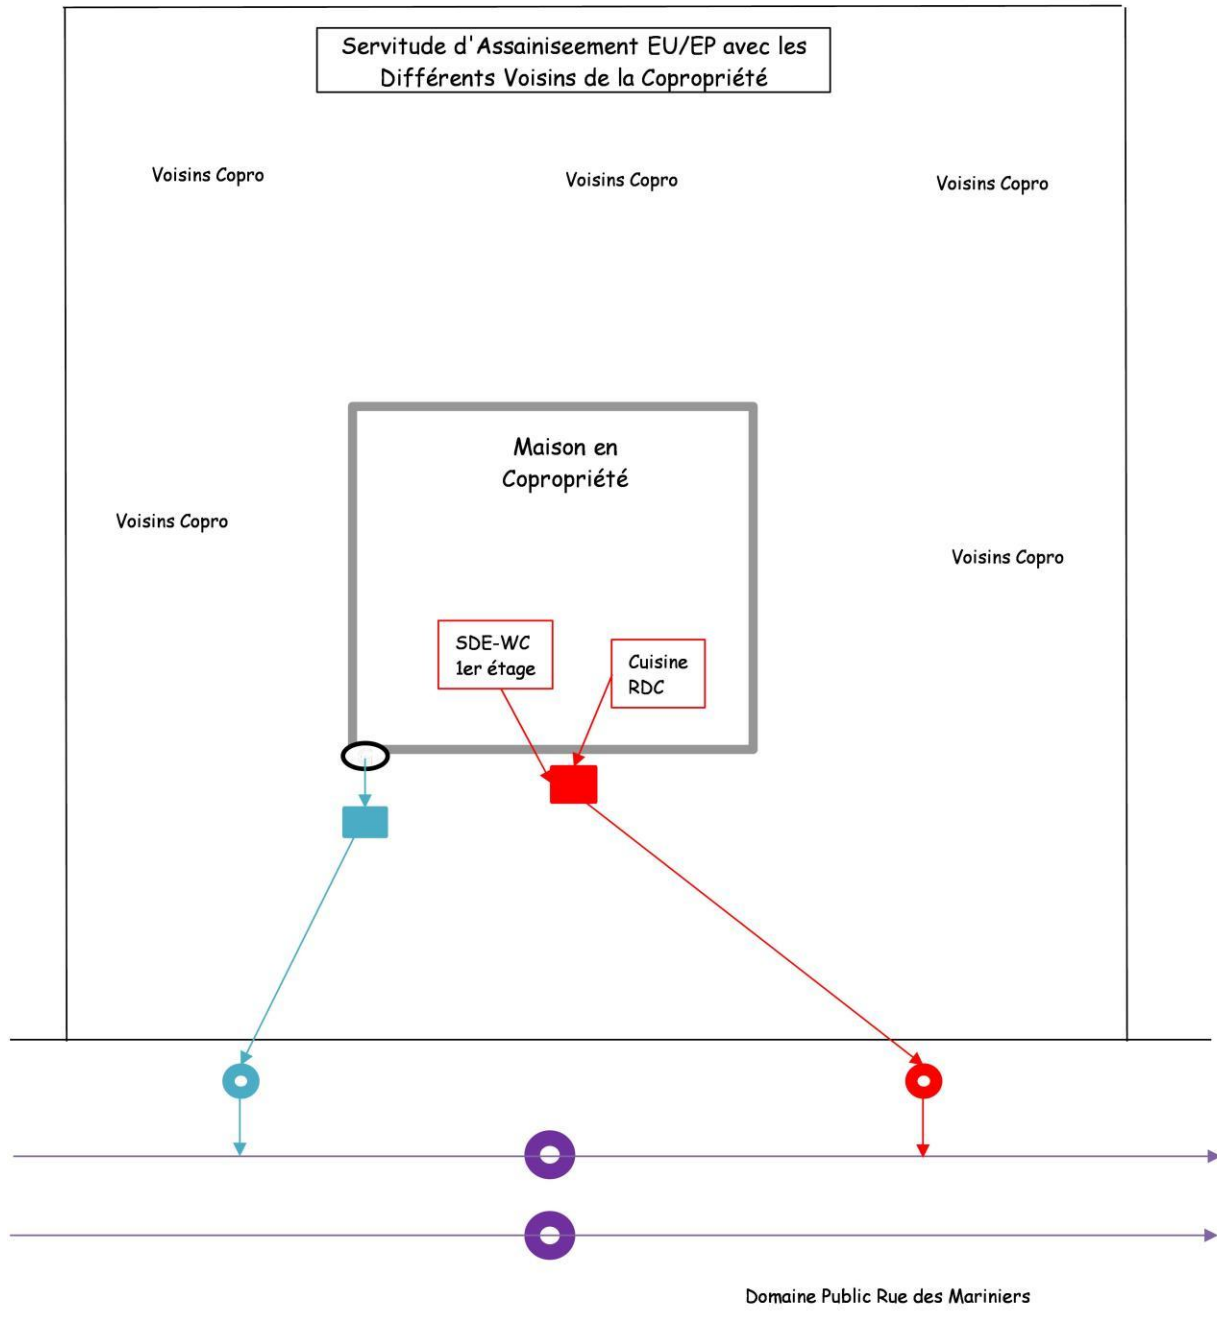 Servitude d'Assainiseement EU/EP avec les
Différents Voisins de la Copropriété
Voisins Copro
Voisins Copro
Voisins Copro
Maison en
Copropriété
Voisins Copro
Voisins Copro
SDE-WC
1er étage
Cuisine
RDC
Domaine Public Rue des Mariniers